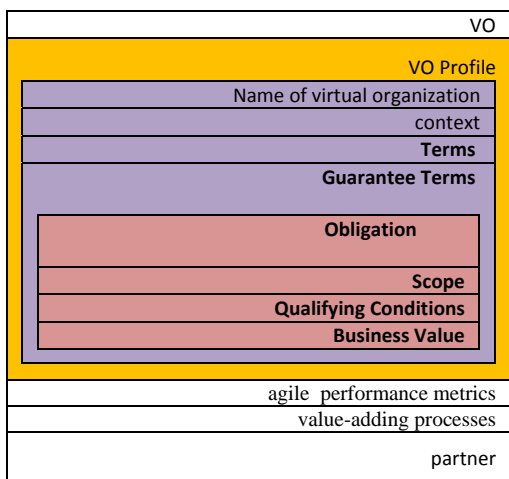 VO
VO Profile
Name of virtual organization
context
Terms
Guarantee Terms
Obligation
Scope
Qualifying Conditions
Business Value
agile performance metrics
value-adding processes
partner